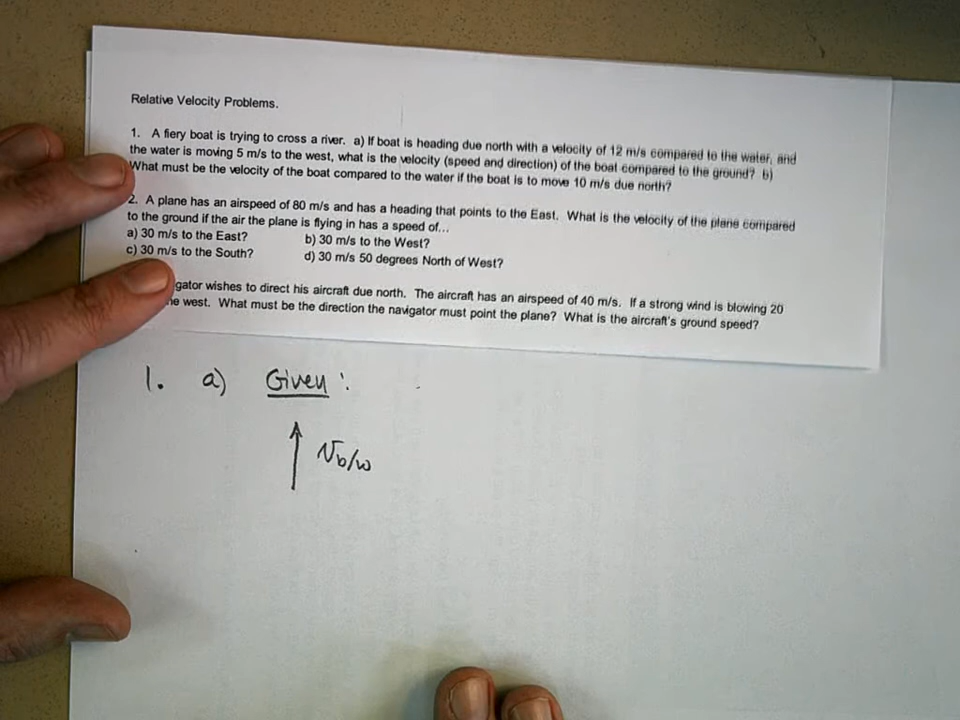 Relative Velocity Problems.
1. A fiery boat is trying to cross a river. a) If boat is heading due north with a velocity of 12 m/s compared to the water, and
the water is moving 5 m/s to the west, what is the velocity (speed and direction) of the boat compared to the ground? b)
What must be the velocity of the boat compared to the water if the boat is to move 10 m/s due north?
2. A plane has an airspeed of 80 m/s and has a heading that points to the East. What is the velocity of the plane compared
to the ground if the air the plane is flying in has a speed of...
a) 30 m/s to the East? b) 30 m/s to the West?
c) 30 m/s to the South? d) 30 m/s 50 degrees North of West?
gator wishes to direct his aircraft due north. The aircraft has an airspeed of 40 m/s. If a strong wind is blowing 20
west. What must be the direction the navigator must point the plane? What is the aircraft's ground speed?
1. a) Given:
Vb/w